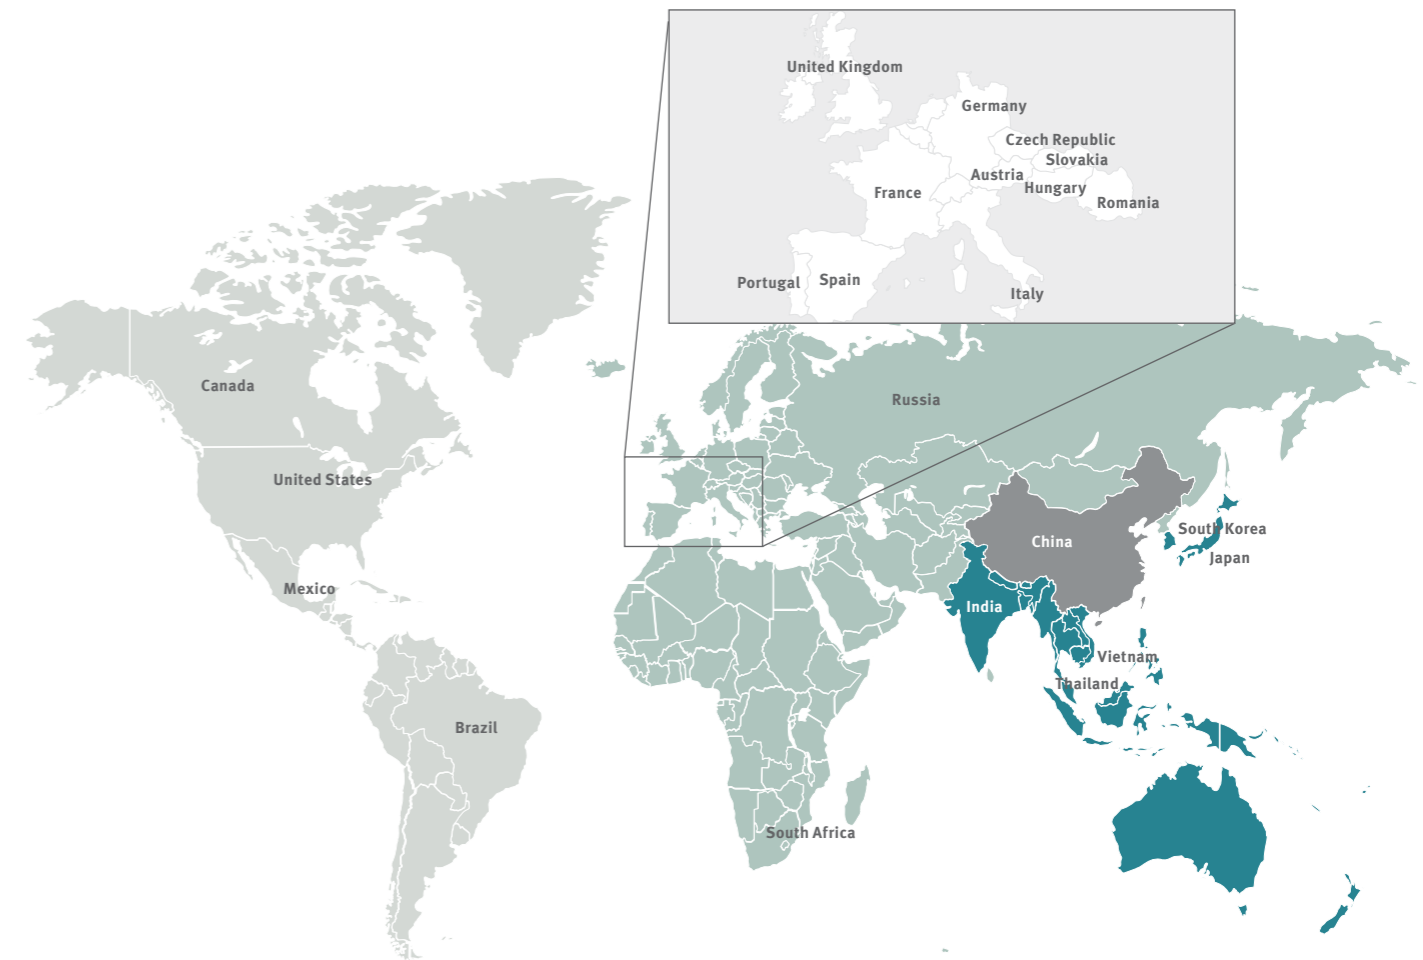 United Kingdom
Germany
Czech Republic
Slovakia
Austria
Hungary
France
Romania
Portugal
Spain
Italy
Canada
Russia
United States
South Korea
China
Japan
Mexico
India
Vietnam
Thailand
Brazil
South Africa